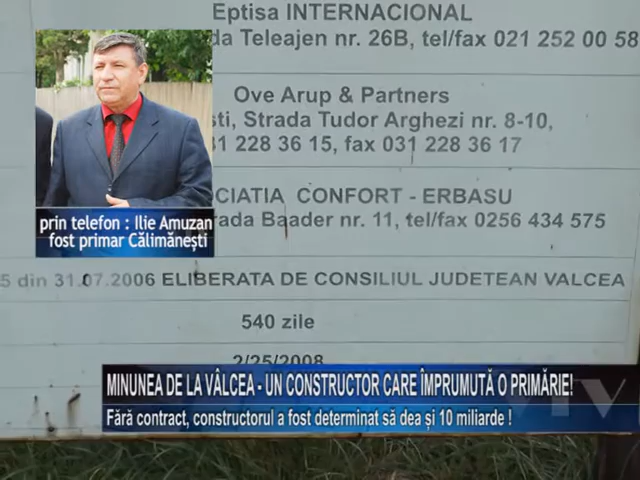 Eptisa INTERNACIONAL
da Teleajen nr. 26B, tel/fax 021 252 00 58
Ove Arup & Partners
ti, Strada Tudor Arghezi nr. 8-10,
1 228 36 15, fax 031 228 36 17
OCIATIA CONFORT - ERBASU
rada Baader nr. 11, tel/fax 0256 434 575
prin telefon : Ilie Amuzan
fost primar Călimănești
5 din 31.07.2006 ELIBERATA DE CONSILIUL JUDETEAN VALCEA
540 zile
2/25/2008
MINUNEA DE LA VÂLCEA - UN CONSTRUCTOR CARE ÎMPRUMUTĂ O PRIMĂRIE!
Fără contract, constructorul a fost determinat să dea și 10 miliarde !